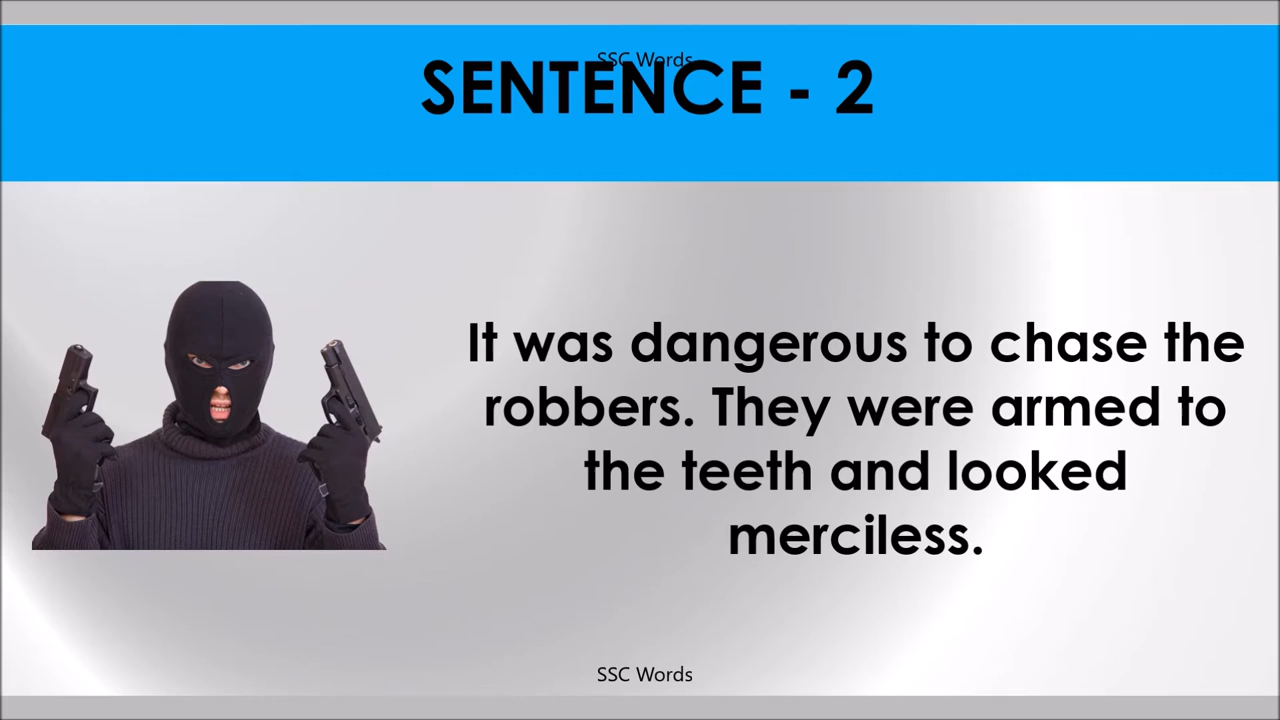 SSC Words
SENTENCE - 2
It was dangerous to chase the
robbers. They were armed to
the teeth and looked
merciless.
SSC Words